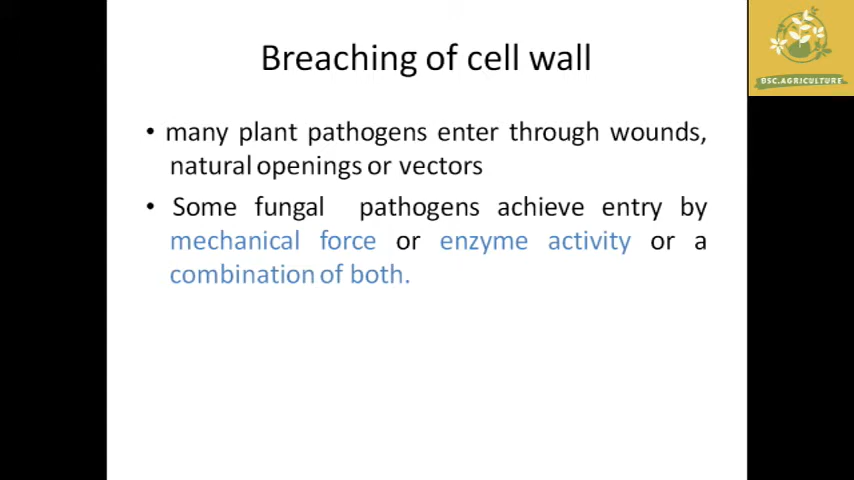 Breaching of cell wall
BSC.AGRICULTURE
• many plant pathogens enter through wounds,
natural openings or vectors
• Some fungal pathogens achieve entry by
mechanical force or enzyme activity or a
combination of both.